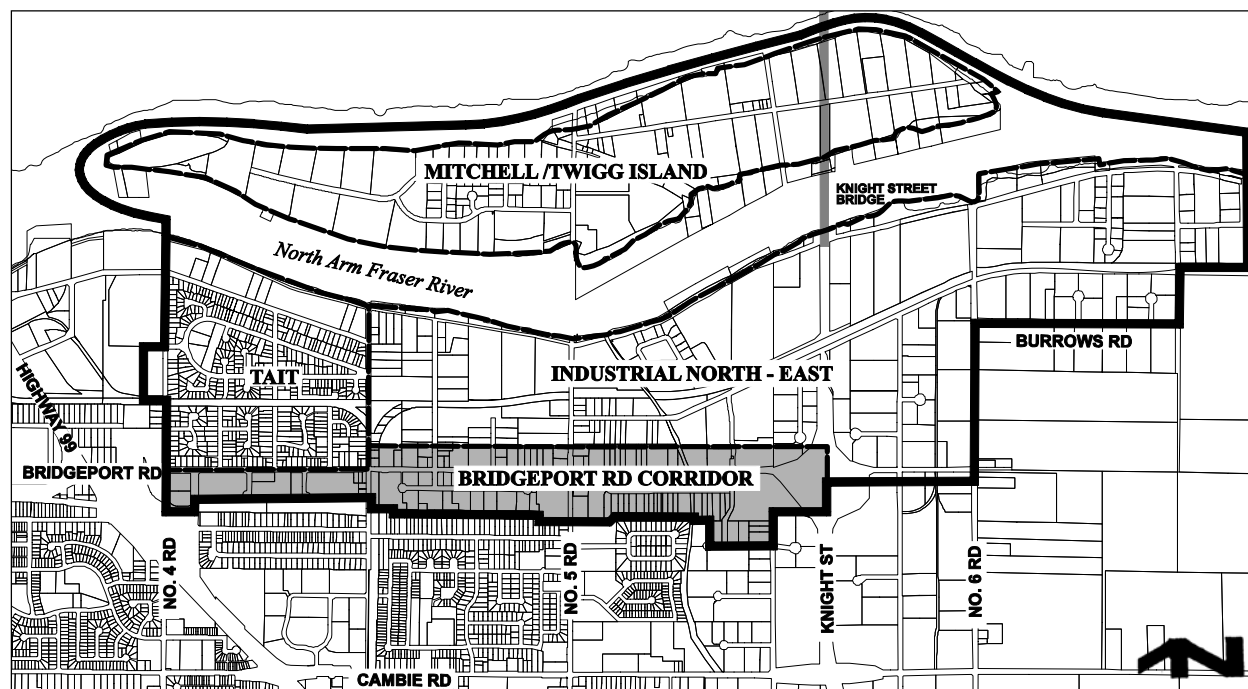 MITCHELL /TWIGG ISLAND
KNIGHT STREET
BRIDGE
North Arm Fraser River
BURROWS RD
TAIT
INDUSTRIAL NORTH - EAST
HIGHWAY 99
BRIDGEPORT RD
BRIDGEPORT RD CORRIDOR
NO. 4 RD
NO. 5 RD
KNIGHT ST
NO. 6 RD
CAMBIE RD